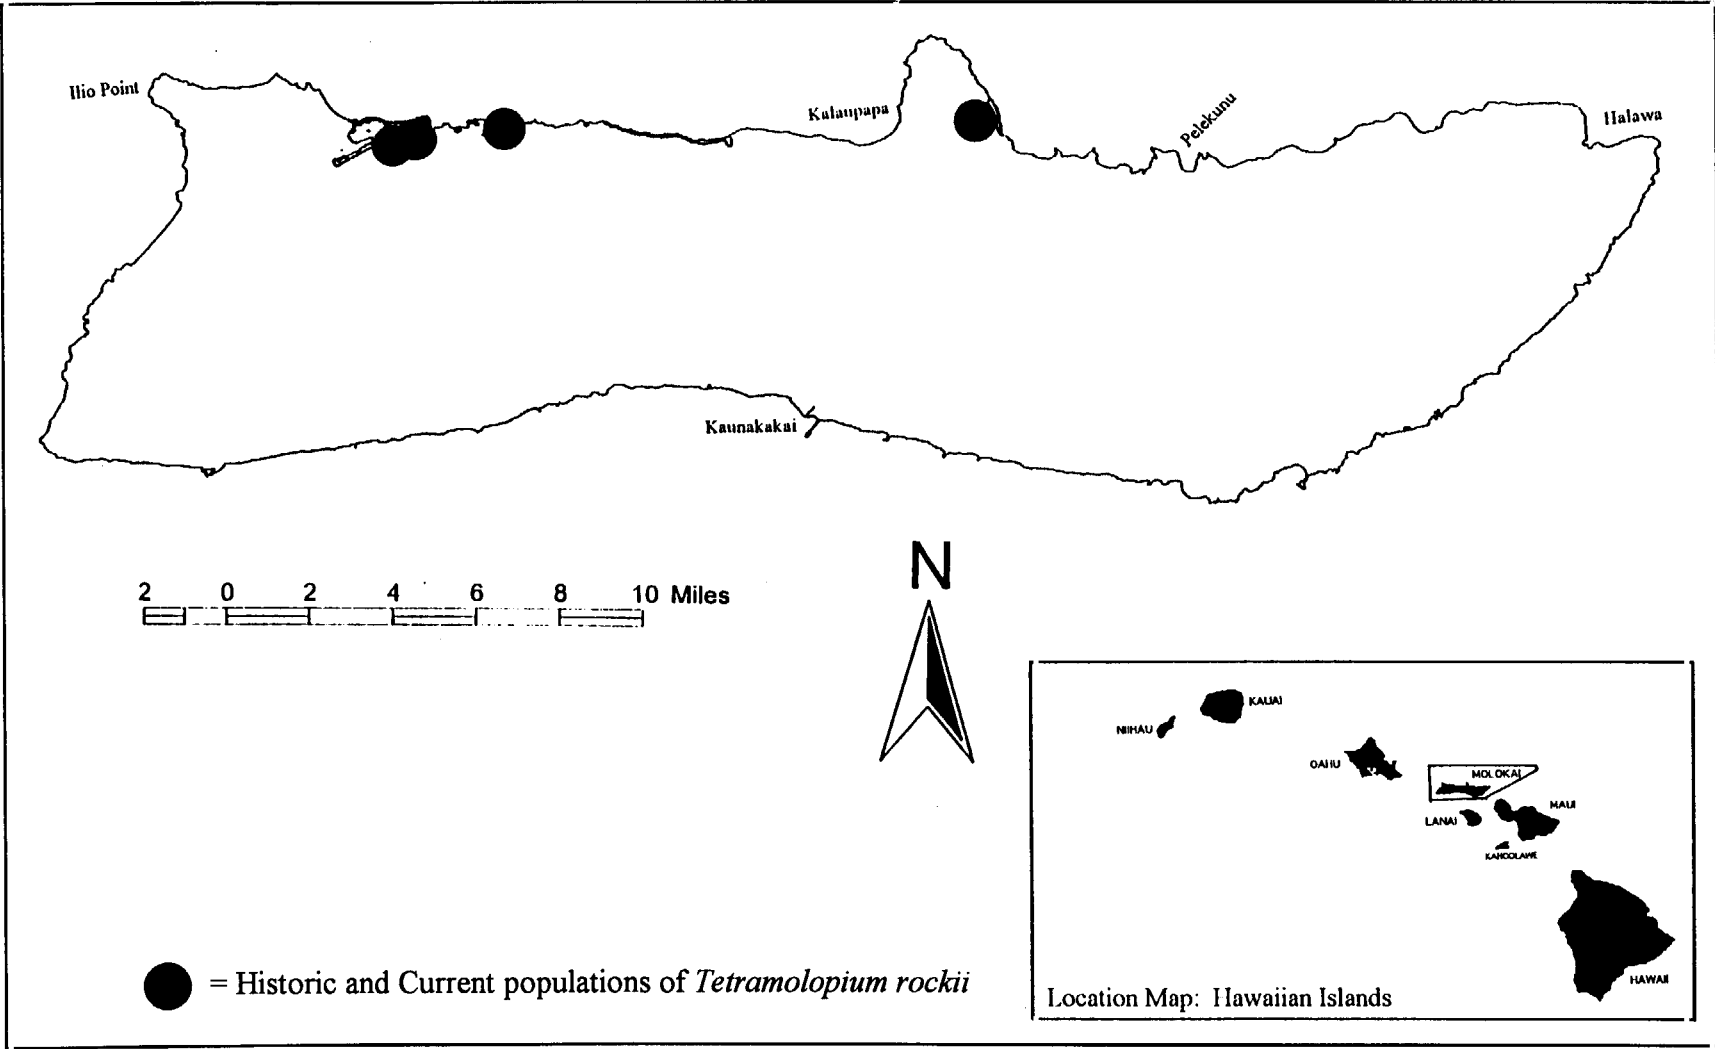 Ilio Point
Kalaupapa
Pelekunu
Halawa
Kaunakakai
2 0 2 4 6 8 10 Miles
N
KAUAI
NIIHAU
OAHU
MOLOKAI
MAUI
LANAI
KAHOOLAWE
HAWAII
= Historic and Current populations of Tetramolopium rockii
Location Map: Hawaiian Islands